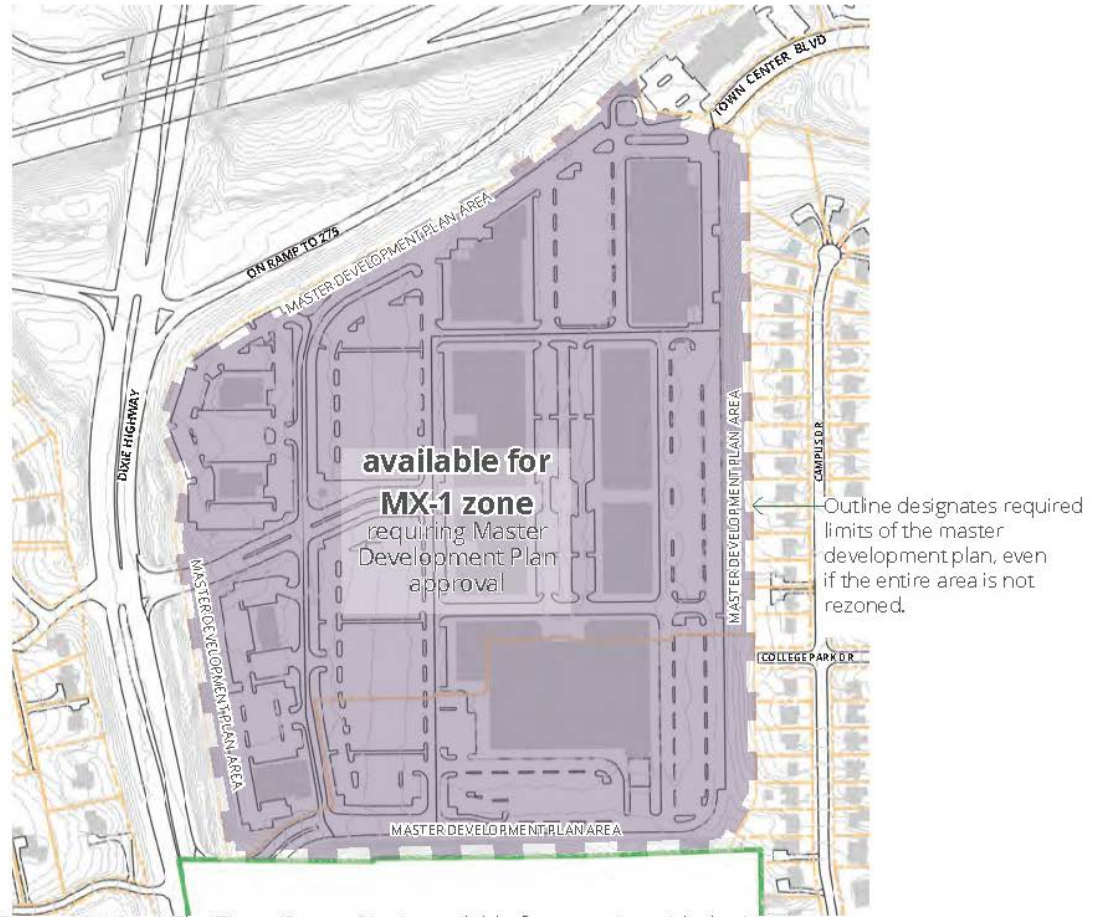 TOWN CENTER BLVD
ON RAMP TO 275
MASTER DEVELOPMENT PLAN AREA
DIXIE HIGHWAY
available for
MX-1 zone
requiring Master
Development Plan
approval
MASTER DEVELOPMENT PLAN AREA
CAMPUS DR
Outline designates required
limits of the master
development plan, even
if the entire area is not
rezoned.
MASTER DEVELOPMENT PLAN AREA
COLLEGE PARK DR
MASTER DEVELOPMENT PLAN AREA